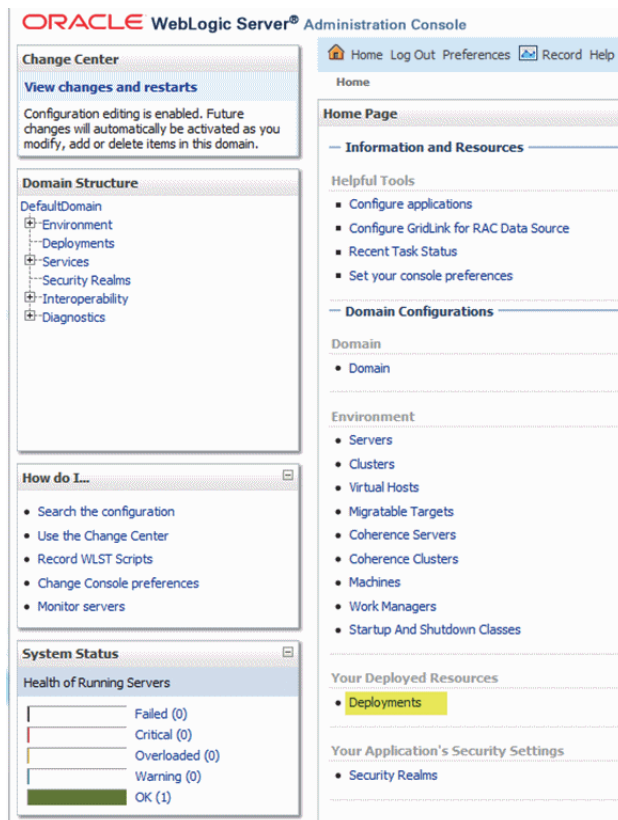 ORACLE WebLogic Server® Administration Console
Change Center
View changes and restarts
Configuration editing is enabled. Future
changes will automatically be activated as you
modify, add or delete items in this domain.
Domain Structure
DefaultDomain
Environment
Deployments
Services
Security Realms
Interoperability
Diagnostics
How do I...
Search the configuration
Use the Change Center
Record WLST Scripts
Change Console preferences
Monitor servers
System Status
Health of Running Servers
Failed (0)
Critical (0)
Overloaded (0)
Warning (0)
OK (1)
Home Log Out Preferences Record Help
Home
Home Page
Information and Resources
Helpful Tools
Configure applications
Configure GridLink for RAC Data Source
Recent Task Status
Set your console preferences
Domain Configurations
Domain
Domain
Environment
Servers
Clusters
Virtual Hosts
Migratable Targets
Coherence Servers
Coherence Clusters
Machines
Work Managers
Startup And Shutdown Classes
Your Deployed Resources
Deployments
Your Application's Security Settings
Security Realms